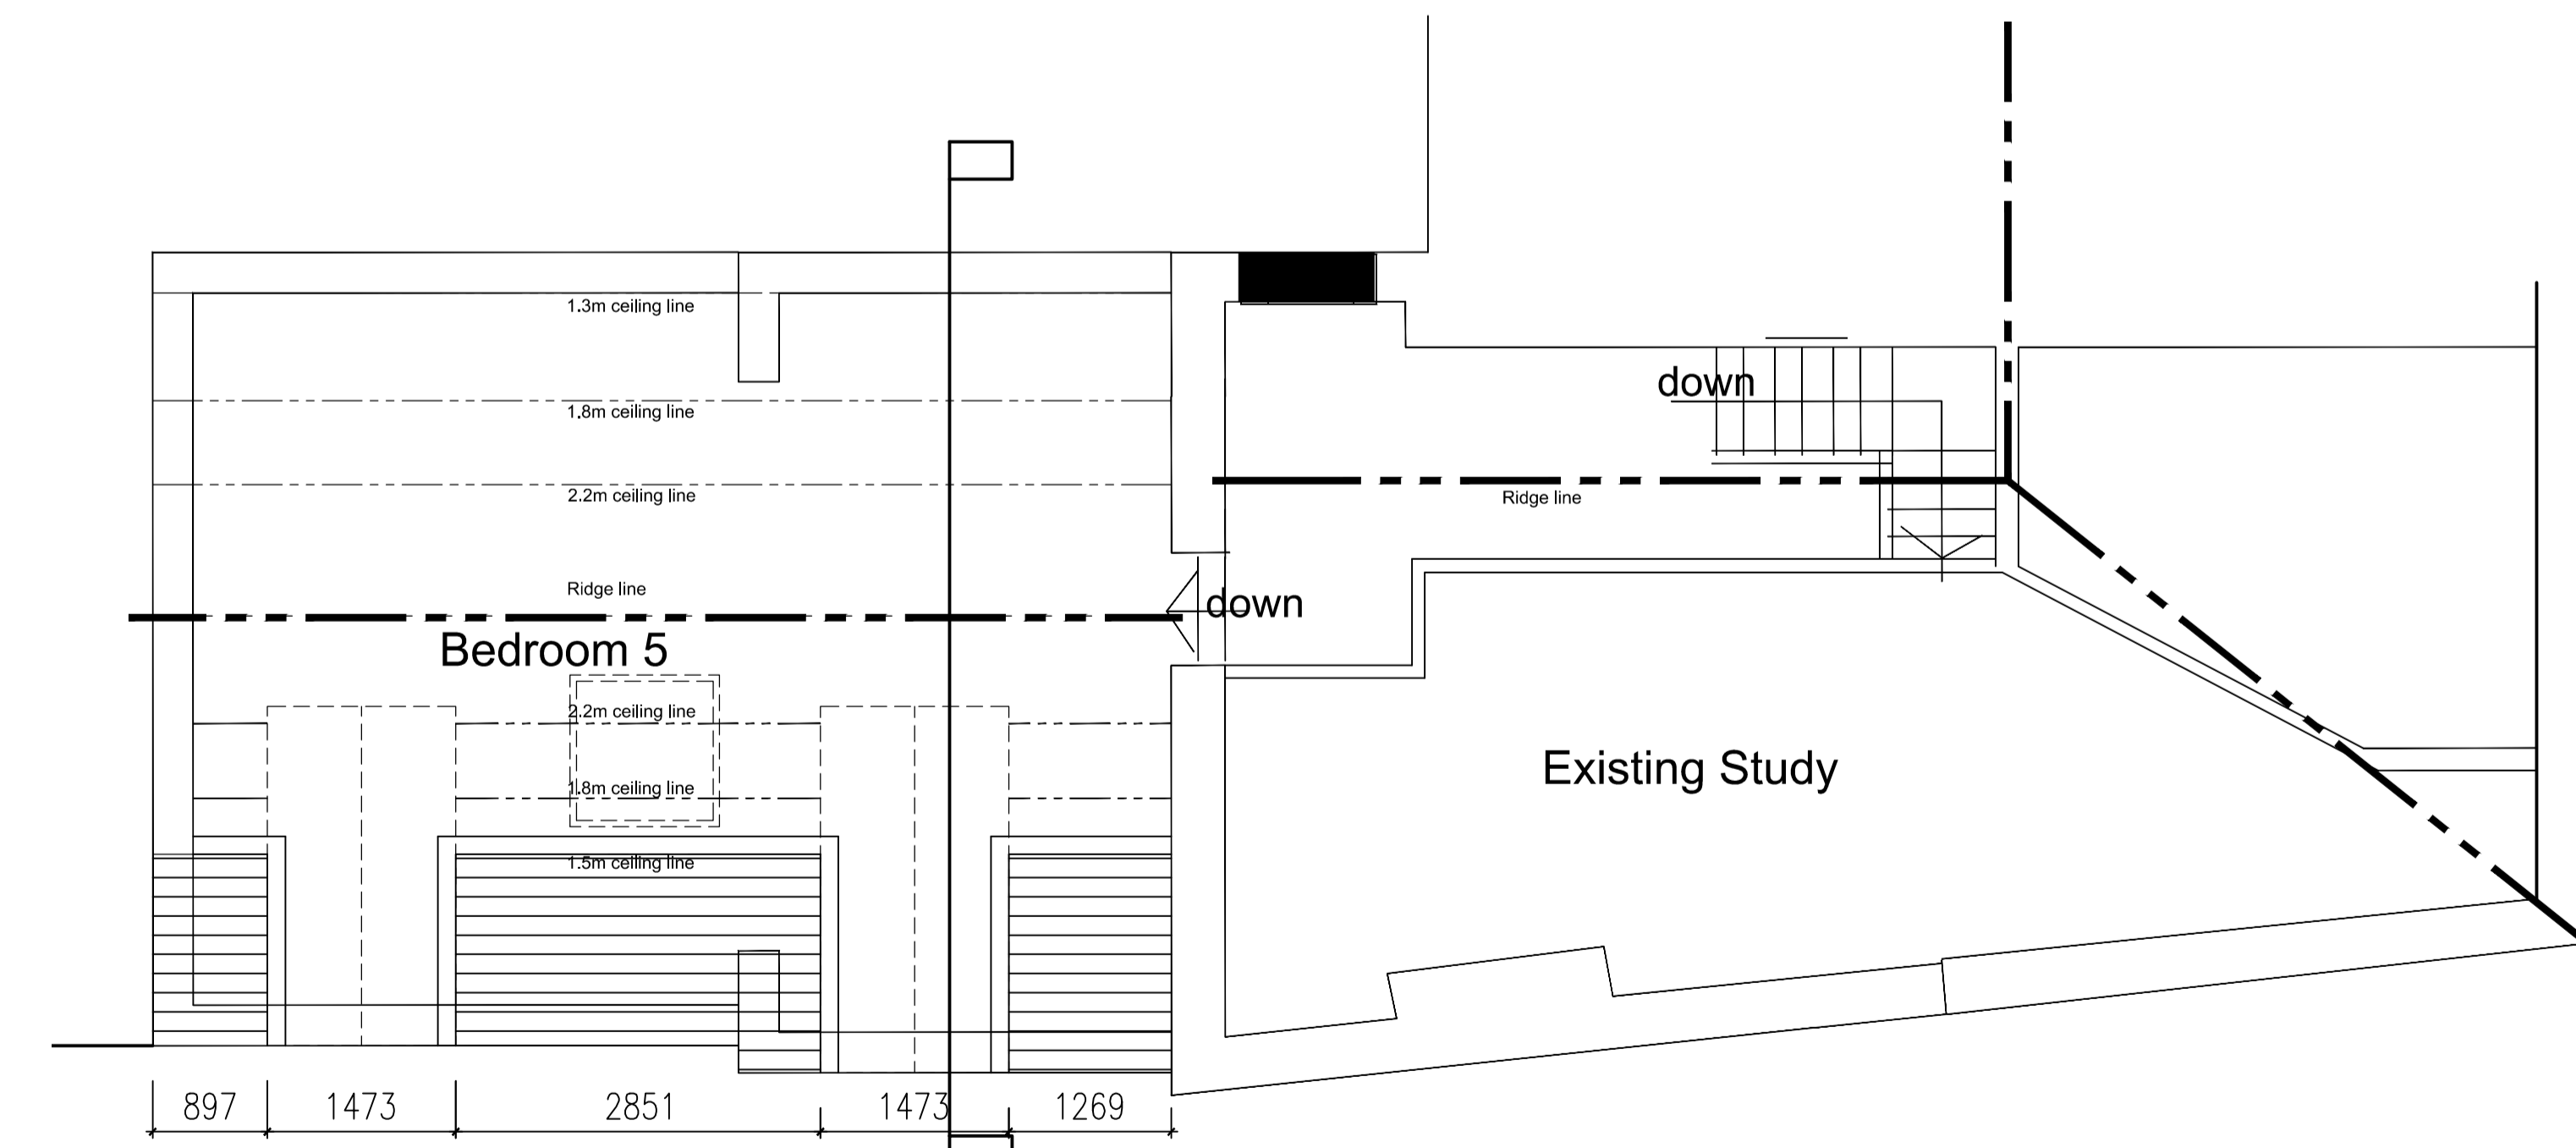 1.3m ceiling line
down
1.8m ceiling line
2.2m ceiling line
Ridge line
Ridge line
down
Bedroom 5
2.2m ceiling line
Existing Study
1.8m ceiling line
1.5m ceiling line
897 1473 2851 1473 1269